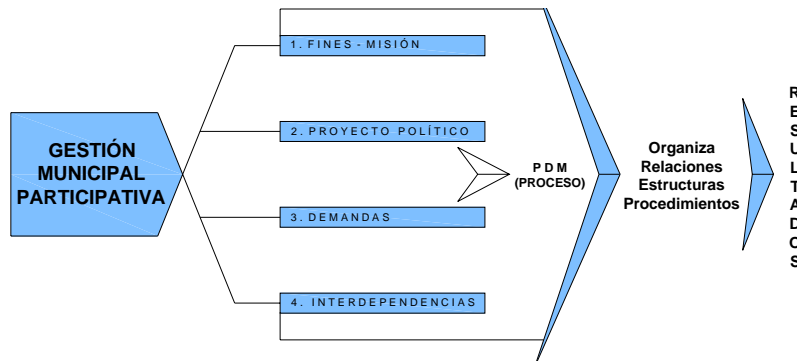 GESTIÓN
MUNICIPAL
PARTICIPATIVA
1. FINES - MISIÓN
2. PROYECTO POLÍTICO
3. DEMANDAS
4. INTERDEPENDENCIAS
P D M
(PROCESO)
Organiza
Relaciones
Estructuras
Procedimientos
R
E
S
U
L
T
A
D
O
S